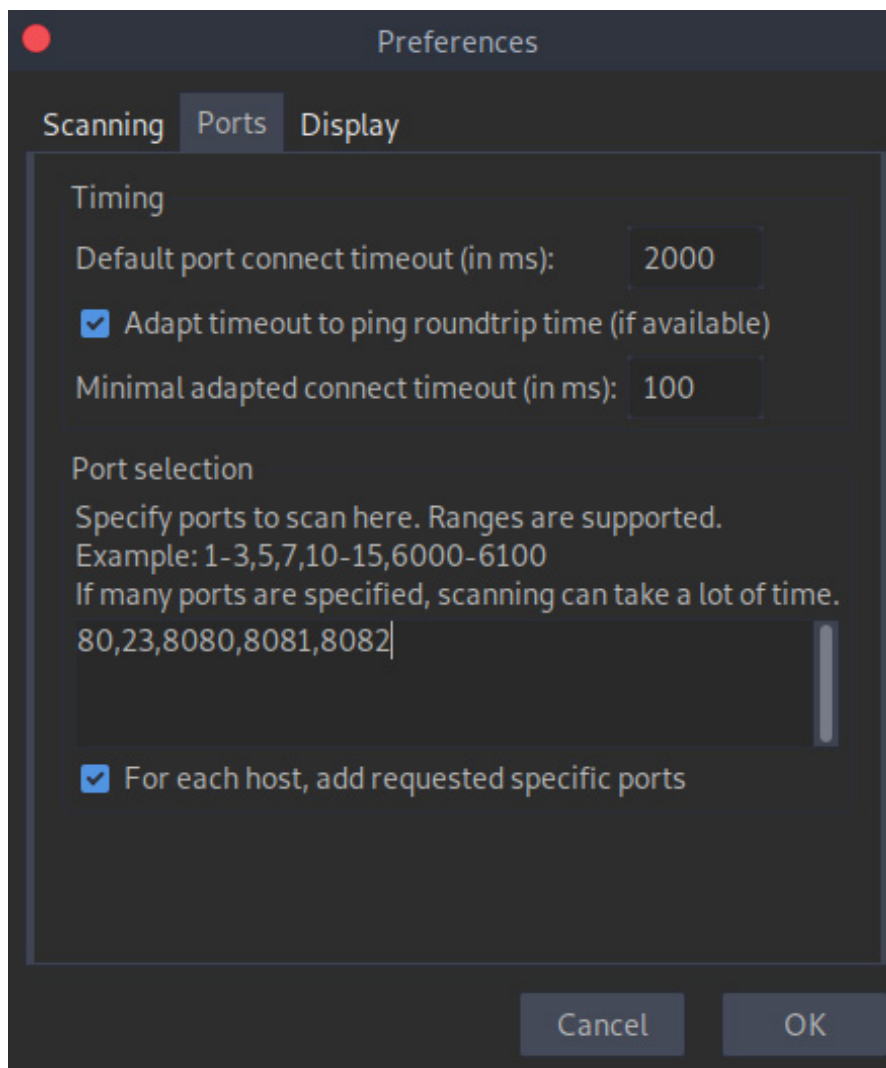 Preferences
Scanning Ports Display
Timing
Default port connect timeout (in ms): 2000
Adapt timeout to ping roundtrip time (if available)
Minimal adapted connect timeout (in ms): 100
Port selection
Specify ports to scan here. Ranges are supported.
Example: 1-3,5,7,10-15,6000-6100
If many ports are specified, scanning can take a lot of time.
80,23,8080,8081,8082
For each host, add requested specific ports
Cancel OK